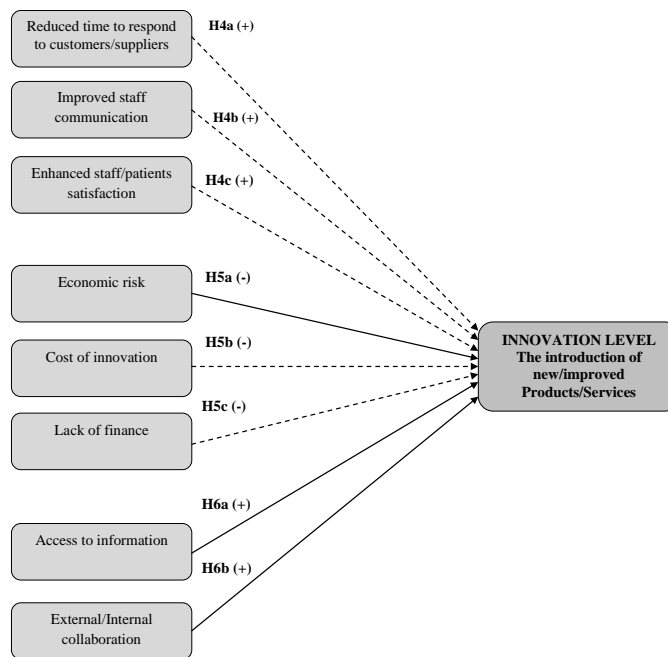 Reduced time to respond
to customers/suppliers
H4a (+)
Improved staff
communication
H4b (+)
Enhanced staff/patients
satisfaction
H4c (+)
Economic risk
H5a (-)
Cost of innovation
H5b (-)
Lack of finance
H5c (-)
INNOVATION LEVEL
The introduction of
new/improved
Products/Services
Access to information
H6a (+)
External/Internal
collaboration
H6b (+)